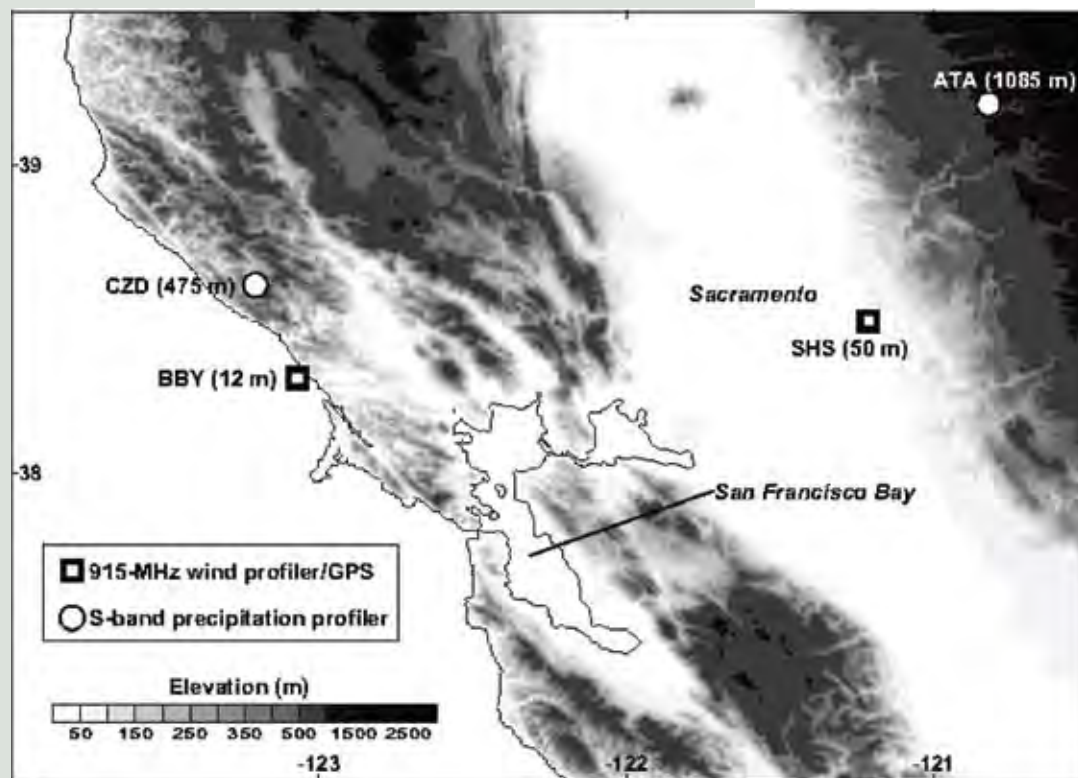 ATA (1085 m)
39
CZD (475 m)
Sacramento
SHS (50 m)
BBY (12 m)
38
San Francisco Bay
915-MHz wind profiler/GPS
S-band precipitation profiler
Elevation (m)
50 150 250 350 500 1500 2500
-123 -122 -121